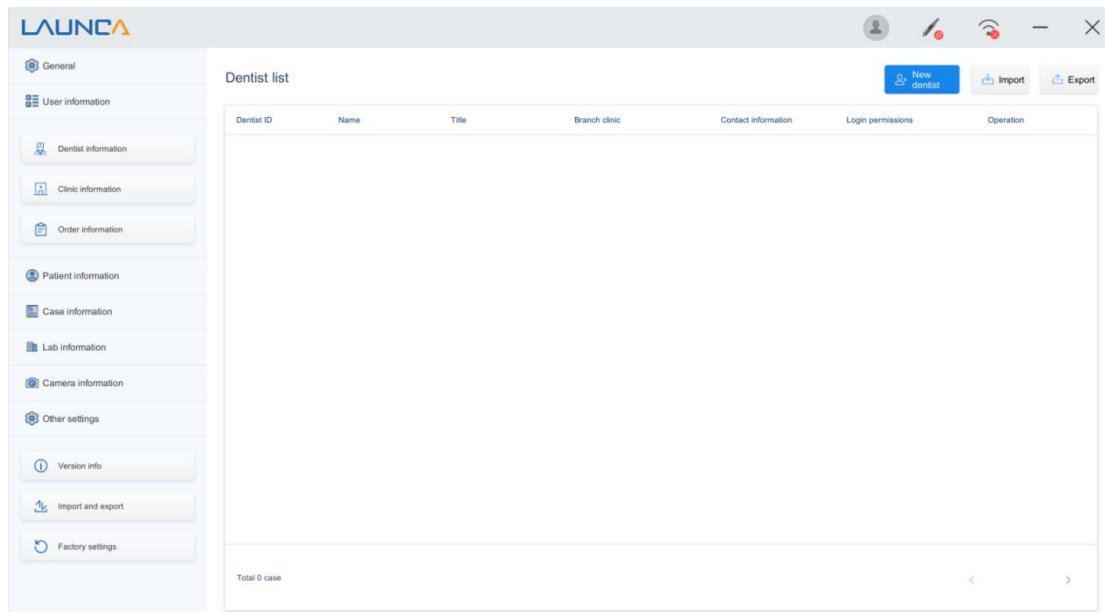 LAUNCA
General
User information
Dentist information
Clinic information
Order information
Patient information
Case information
Lab information
Camera information
Other settings
Version info
Import and export
Factory settings
Dentist list
New
dentist
Import
Export
Dentist ID Name Title Branch clinic Contact information Login permissions Operation
Total 0 case